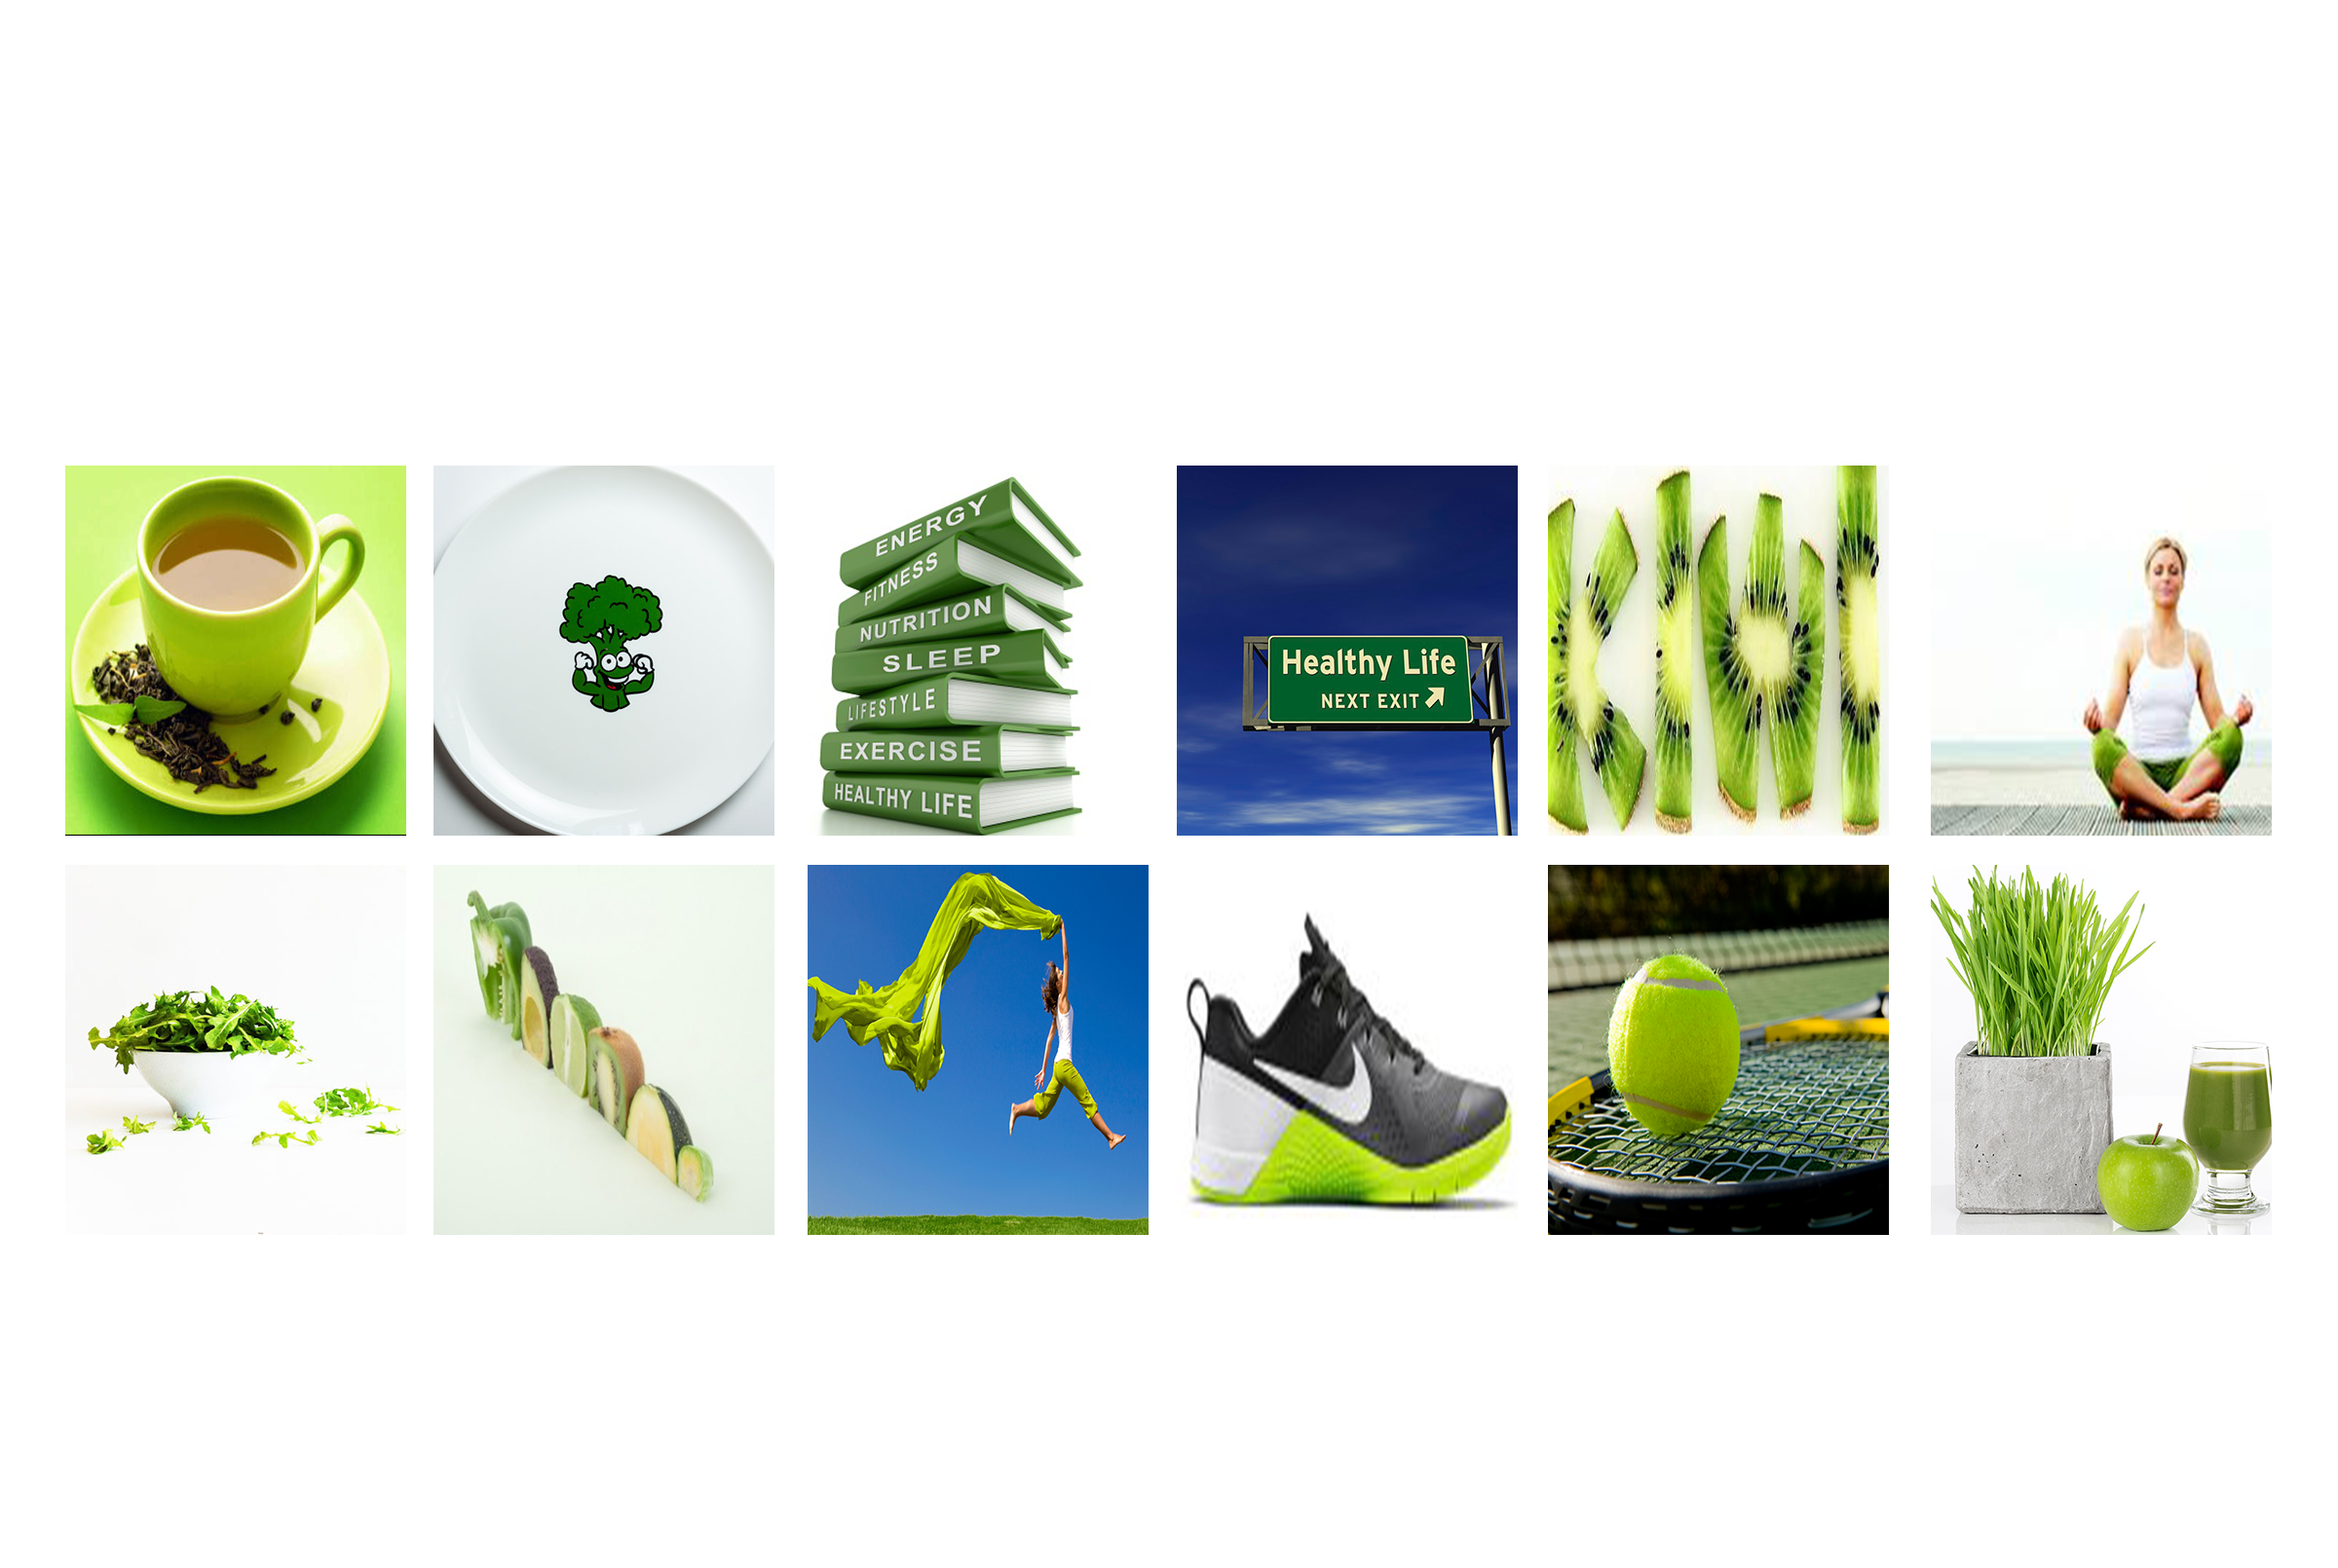 ENERGY
FITNESS
NUTRITION
SLEEP
LIFESTYLE
EXERCISE
HEALTHY LIFE
Healthy Life
NEXT EXIT
KIWI